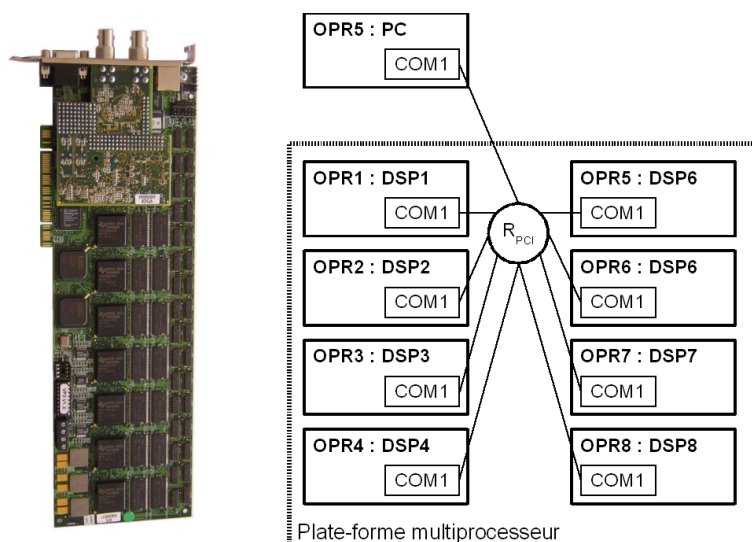 OPR5 : PC
COM1
OPR1 : DSP1
COM1
OPR5 : DSP6
COM1
R PCI
OPR2 : DSP2
COM1
OPR6 : DSP6
COM1
OPR3 : DSP3
COM1
OPR7 : DSP7
COM1
OPR4 : DSP4
COM1
OPR8 : DSP8
COM1
Plate-forme multiprocesseur